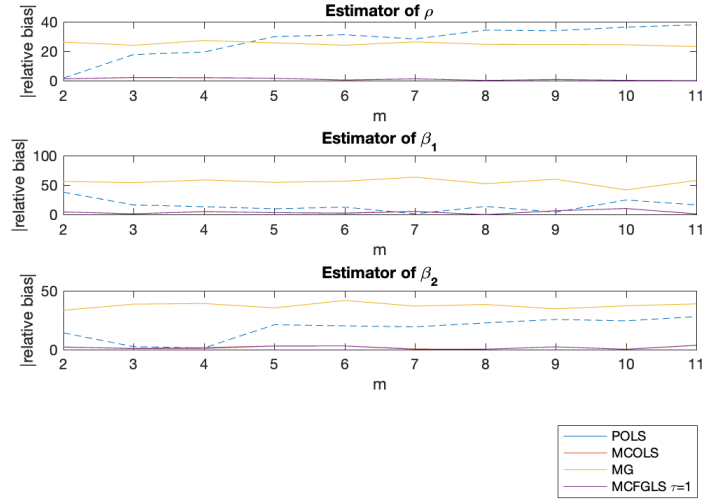 Estimator of ρ
40
20
0
|relative bias|
2 3 4 5 6 7 8 9 10 11
m
Estimator of β₁
100
50
0
|relative bias|
2 3 4 5 6 7 8 9 10 11
m
Estimator of β₂
50
0
|relative bias|
2 3 4 5 6 7 8 9 10 11
m
POLS
MCOLS
MG
MCFGLS τ=1